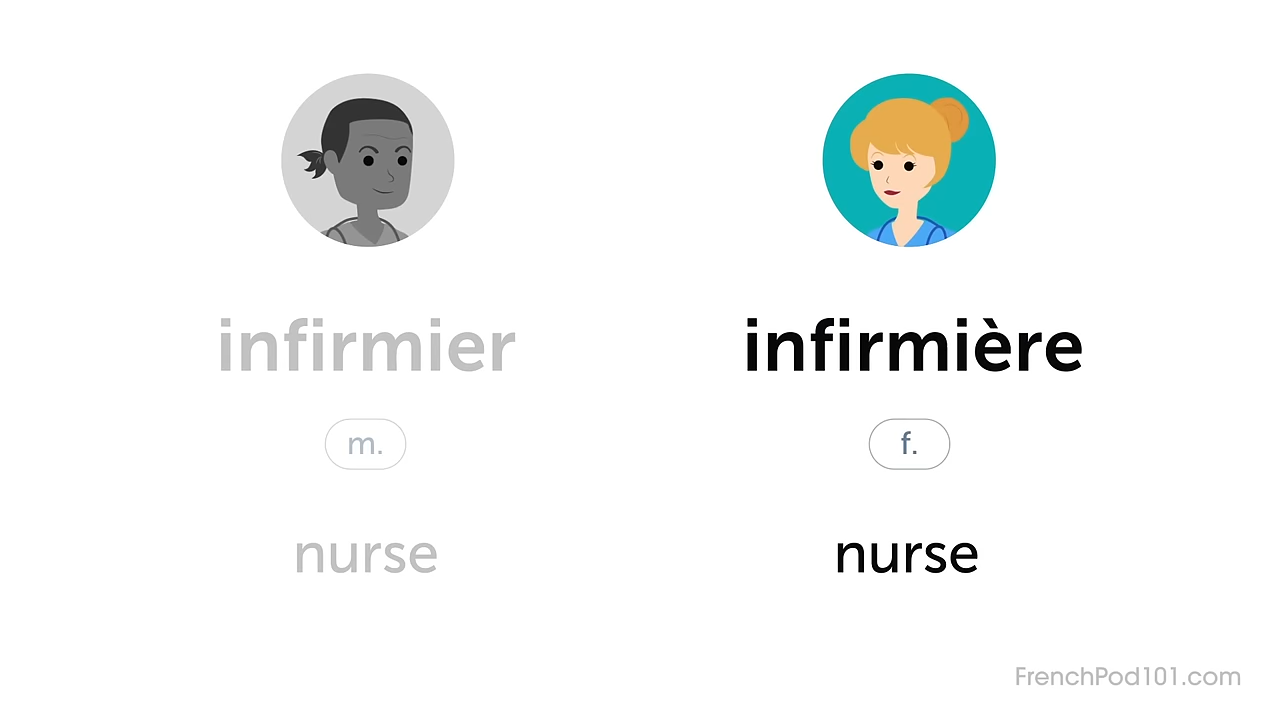 infirmier
infirmière
m.
f.
nurse
nurse
FrenchPod101.com